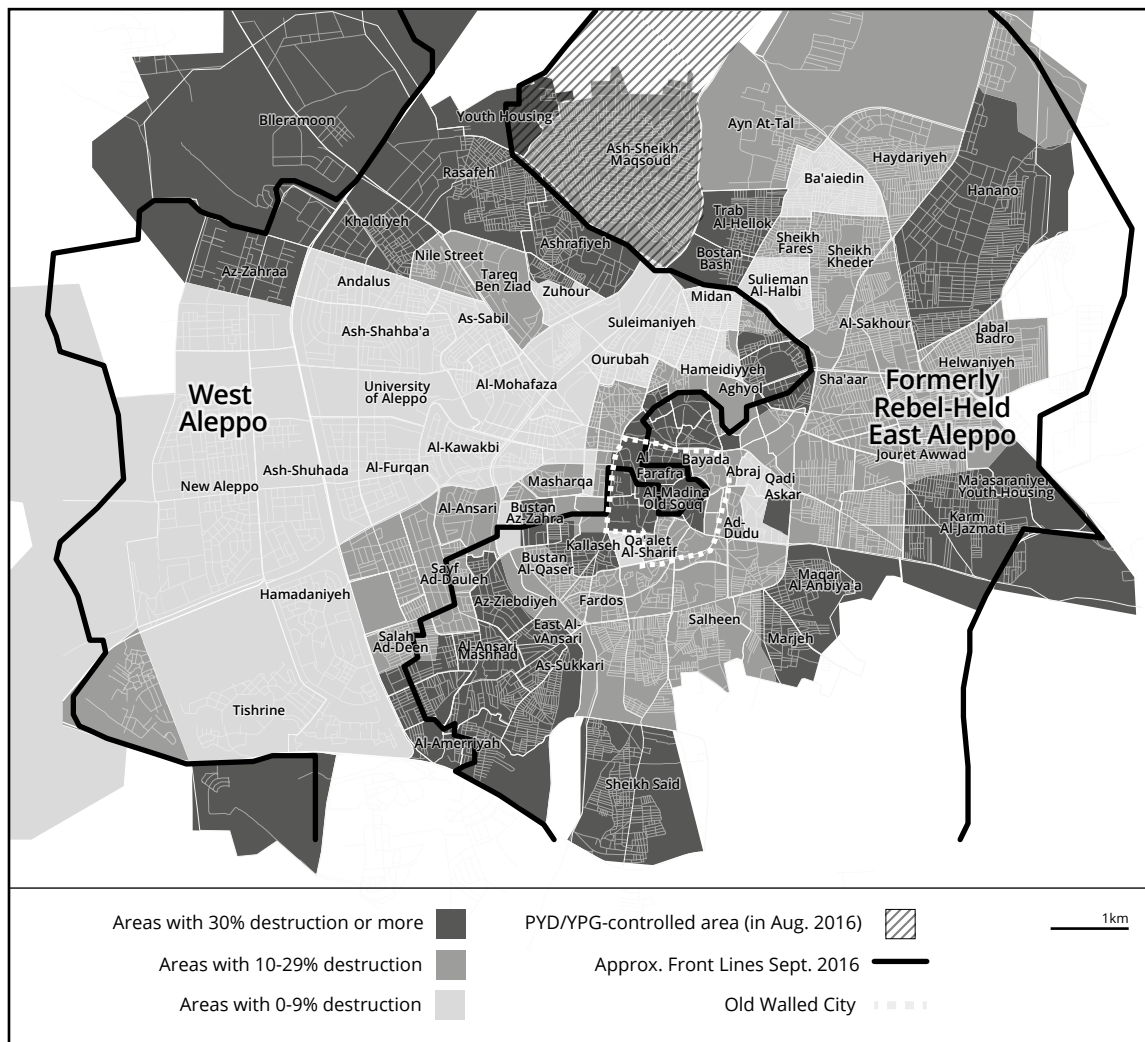 Blleramoon
Youth Housing
Ash-Sheikh
Maqsoud
Ayn At-Tal
Haydariyeh
Rasafeh
Ba'aiedin
Hanano
Khaldiyeh
Trab
Al-Hellok
Ashrafiyeh
Sheikh
Fares
Sheikh
Kheder
Nile Street
Bostan
Bash
Az-Zahraa
Andalus
Tareq
Ben Ziad
Zuhour
Sulieman
Al-Halbi
Midan
As-Sabil
Ash-Shahba'a
Suleimaniyeh
Al-Sakhour
Jabal
Badro
Ourubah
Helwaniyeh
Hameidiyyeh
West
Aleppo
University
of Aleppo
Al-Mohafaza
Aghyol
Sha'aar
Formerly
Rebel-Held
East Aleppo
Al-Kawakbi
Jouret Awwad
Al
Farafra
Bayada
Ash-Shuhada
Al-Furqan
Abraj
Qadi
Askar
New Aleppo
Masharqa
Al-Madina
Old Souq
Ma'asaraniyeh
Youth Housing
Al-Ansari
Bustan
Az-Zahra
Karm
Al-Jazmati
Ad-
Dudu
Kallaseh
Qa'alet
Al-Sharif
Bustan
Al-Qaser
Sayf
Ad-Dauleh
Maqar
Al-Anbiya'a
Hamadaniyeh
Az-Ziebdiyeh
Fardos
Salheen
East Al-
vAnsari
Salah
Ad-Deen
Al-Ansari
Mashhad
Marjeh
As-Sukkari
Tishrine
Al-Amerriyah
Sheikh Said
Areas with 30% destruction or more
Areas with 10-29% destruction
Areas with 0-9% destruction
PYD/YPG-controlled area (in Aug. 2016)
Approx. Front Lines Sept. 2016
Old Walled City
1km